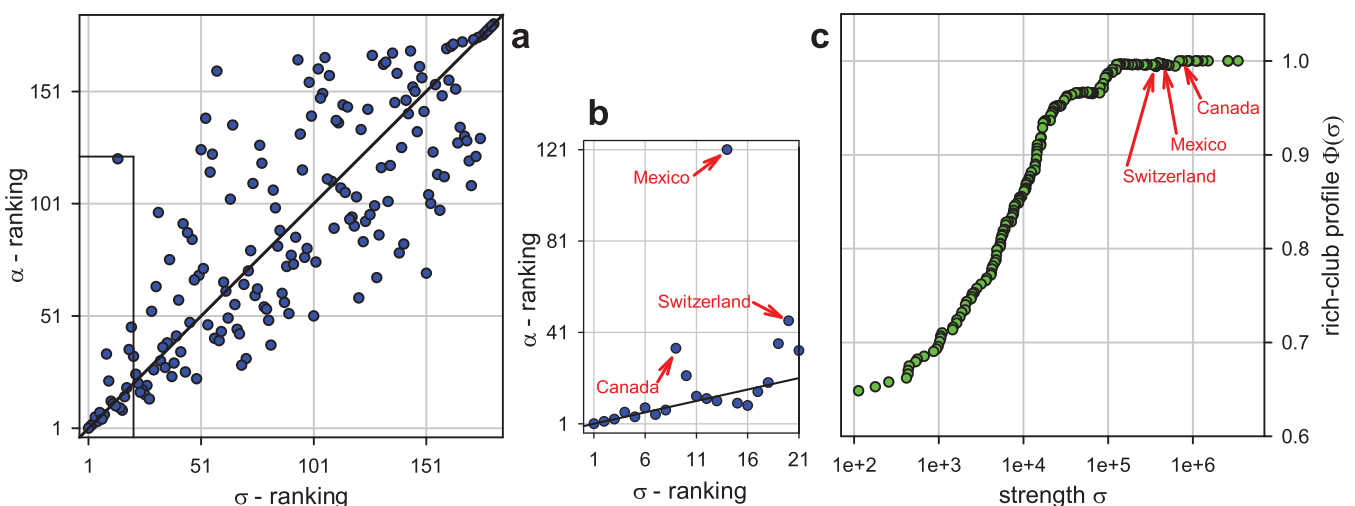 a
151
101
51
1
α - ranking
1 51 101 151
σ - ranking
b
121
81
41
1
α - ranking
Mexico
Switzerland
Canada
1 6 11 16 21
σ - ranking
c
1.0
0.9
0.8
0.7
0.6
rich-club profile Φ(σ)
Canada
Mexico
Switzerland
1e+2 1e+3 1e+4 1e+5 1e+6
strength σ